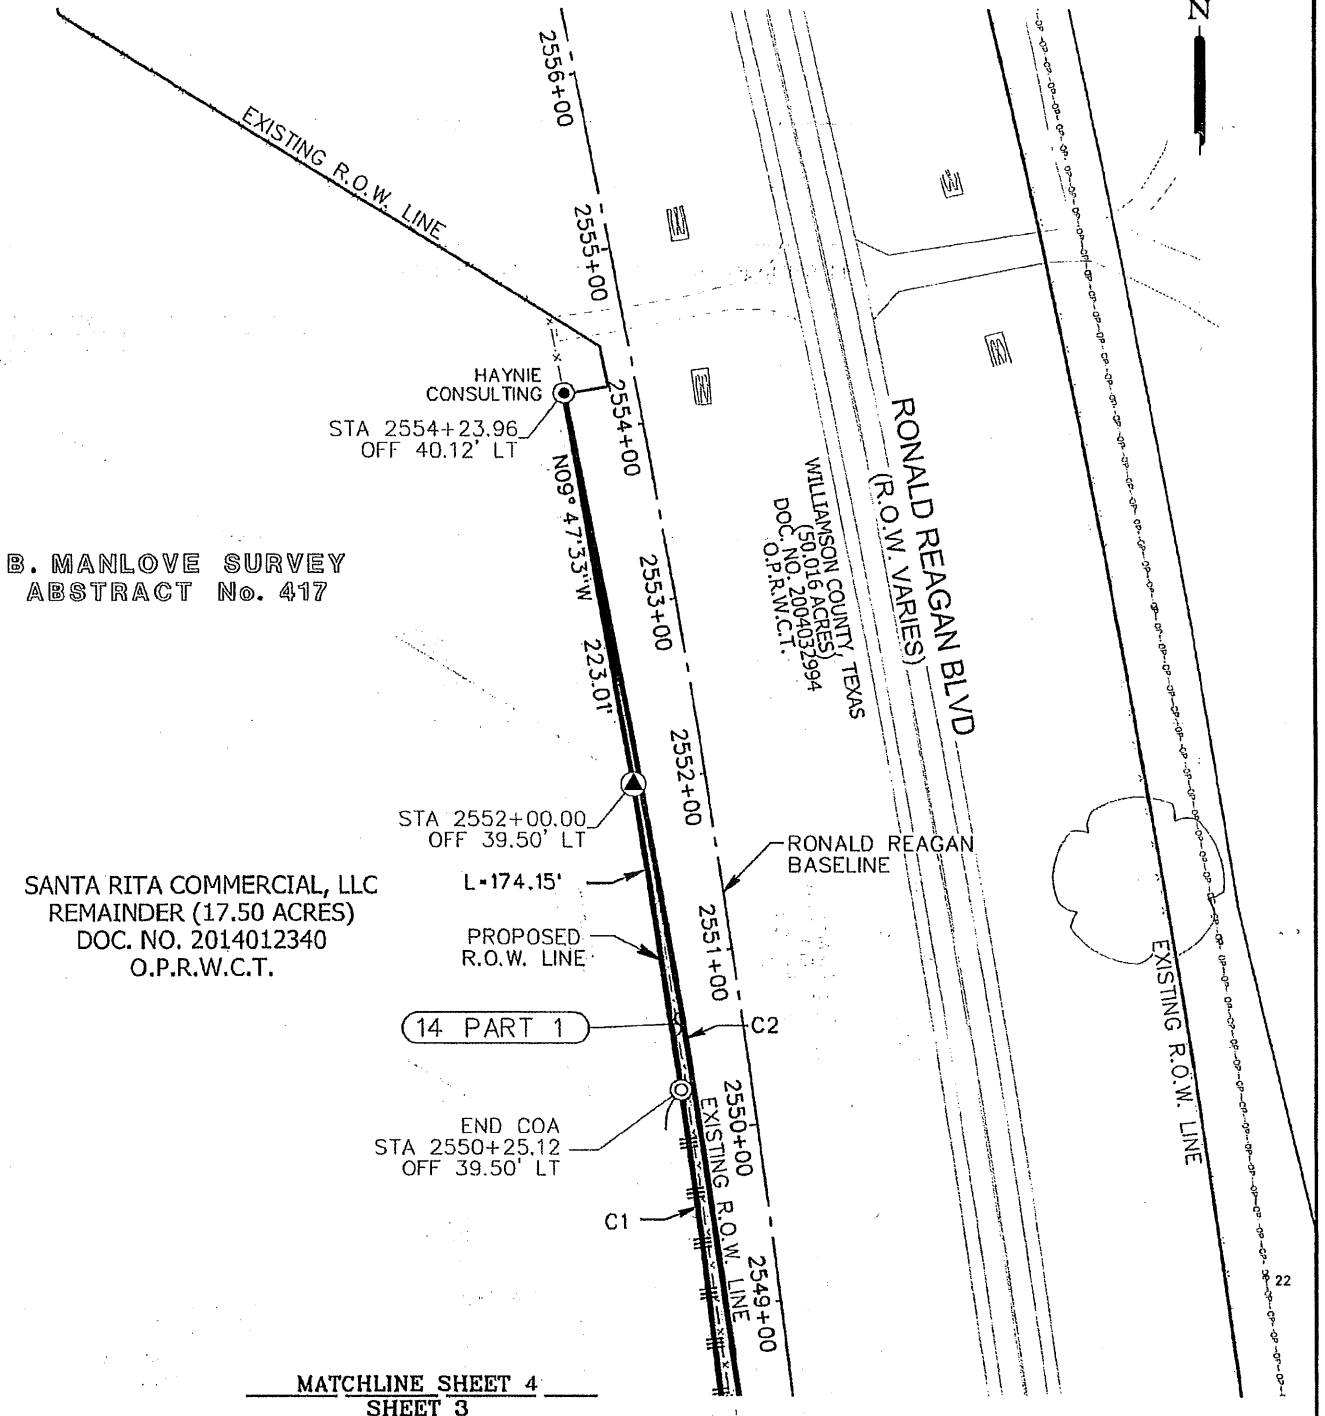 N
2556+00
EXISTING R.O.W. LINE
2555+00
HAYNIE
CONSULTING
STA 2554+23.96
OFF 40.12' LT
2554+00
N09° 47'33"W
223.01'
RONALD REAGAN BLVD
(R.O.W. VARIES)
WILLIAMSON COUNTY, TEXAS
(50.016 ACRES)
DOC. NO. 2004032994
O.P.R.W.C.T.
B. MANLOVE SURVEY
ABSTRACT No. 417
2553+00
2552+00
STA 2552+00.00
OFF 39.50' LT
RONALD REAGAN
BASELINE
L=174.15'
SANTA RITA COMMERCIAL, LLC
REMAINDER (17.50 ACRES)
DOC. NO. 2014012340
O.P.R.W.C.T.
PROPOSED
R.O.W. LINE
2551+00
14 PART 1
C2
EXISTING R.O.W. LINE
END COA
STA 2550+25.12
OFF 39.50' LT
2550+00
EXISTING R.O.W. LINE
C1
2549+00
22
MATCHLINE SHEET 4
SHEET 3